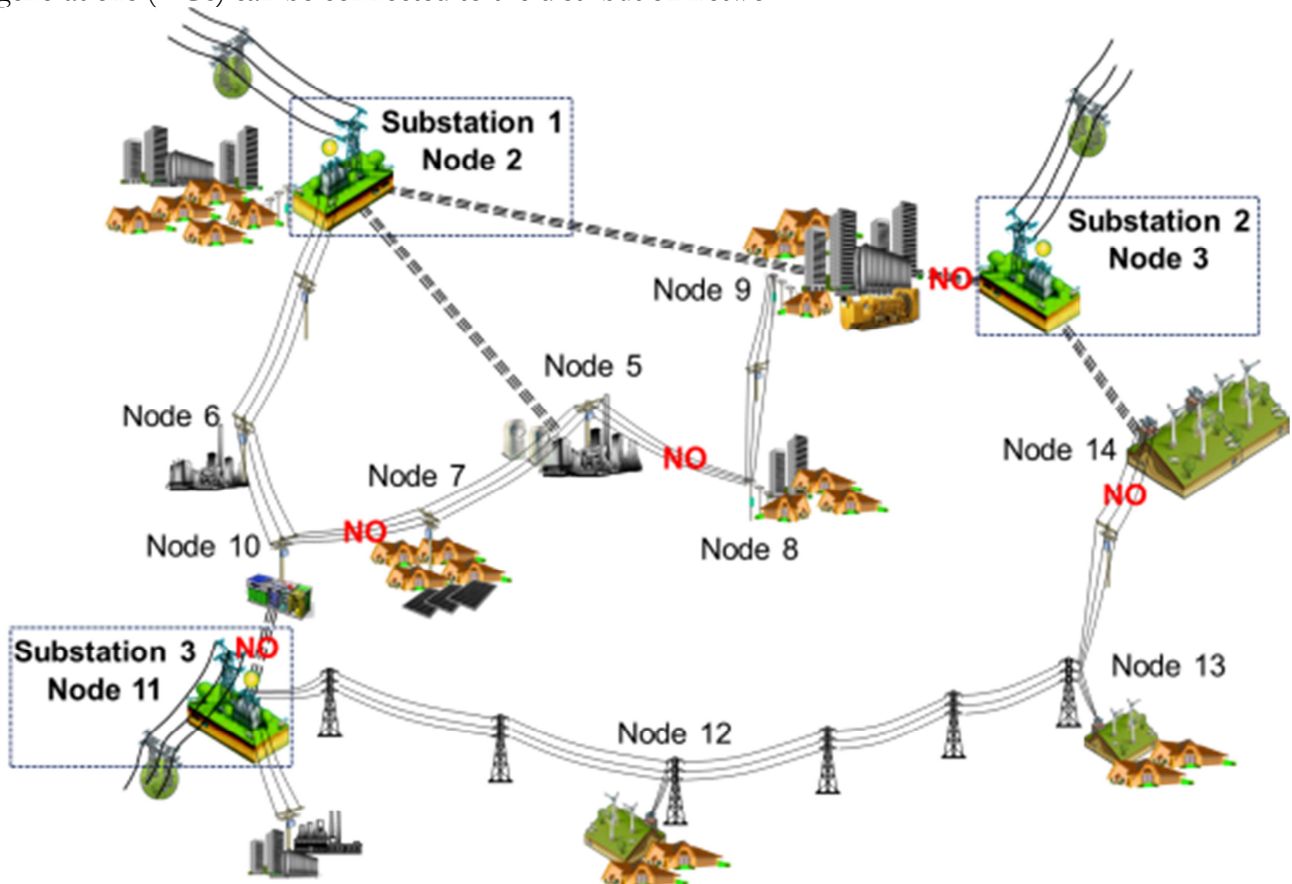 Substation 1
Node 2
Substation 2
Node 3
Node 9
NO
Node 5
Node 6
Node 14
NO
Node 7
NO
NO
Node 10
Node 8
Substation 3
Node 11
NO
Node 13
Node 12